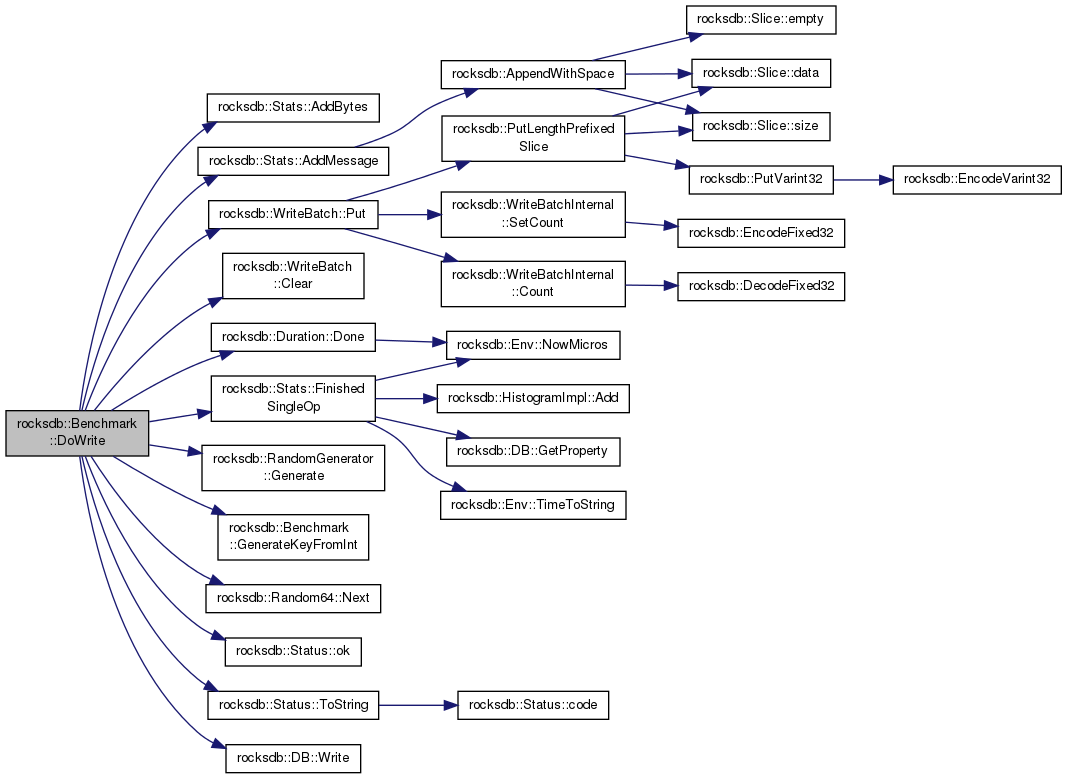 rocksdb::Benchmark
::DoWrite
rocksdb::Stats::AddBytes
rocksdb::Stats::AddMessage
rocksdb::WriteBatch::Put
rocksdb::WriteBatch
::Clear
rocksdb::Duration::Done
rocksdb::Stats::Finished
SingleOp
rocksdb::RandomGenerator
::Generate
rocksdb::Benchmark
::GenerateKeyFromInt
rocksdb::Random64::Next
rocksdb::Status::ok
rocksdb::Status::ToString
rocksdb::DB::Write
rocksdb::AppendWithSpace
rocksdb::PutLengthPrefixed
Slice
rocksdb::WriteBatchInternal
::SetCount
rocksdb::WriteBatchInternal
::Count
rocksdb::Env::NowMicros
rocksdb::HistogramImpl::Add
rocksdb::DB::GetProperty
rocksdb::Env::TimeToString
rocksdb::Status::code
rocksdb::Slice::empty
rocksdb::Slice::data
rocksdb::Slice::size
rocksdb::PutVarint32
rocksdb::EncodeFixed32
rocksdb::DecodeFixed32
rocksdb::EncodeVarint32